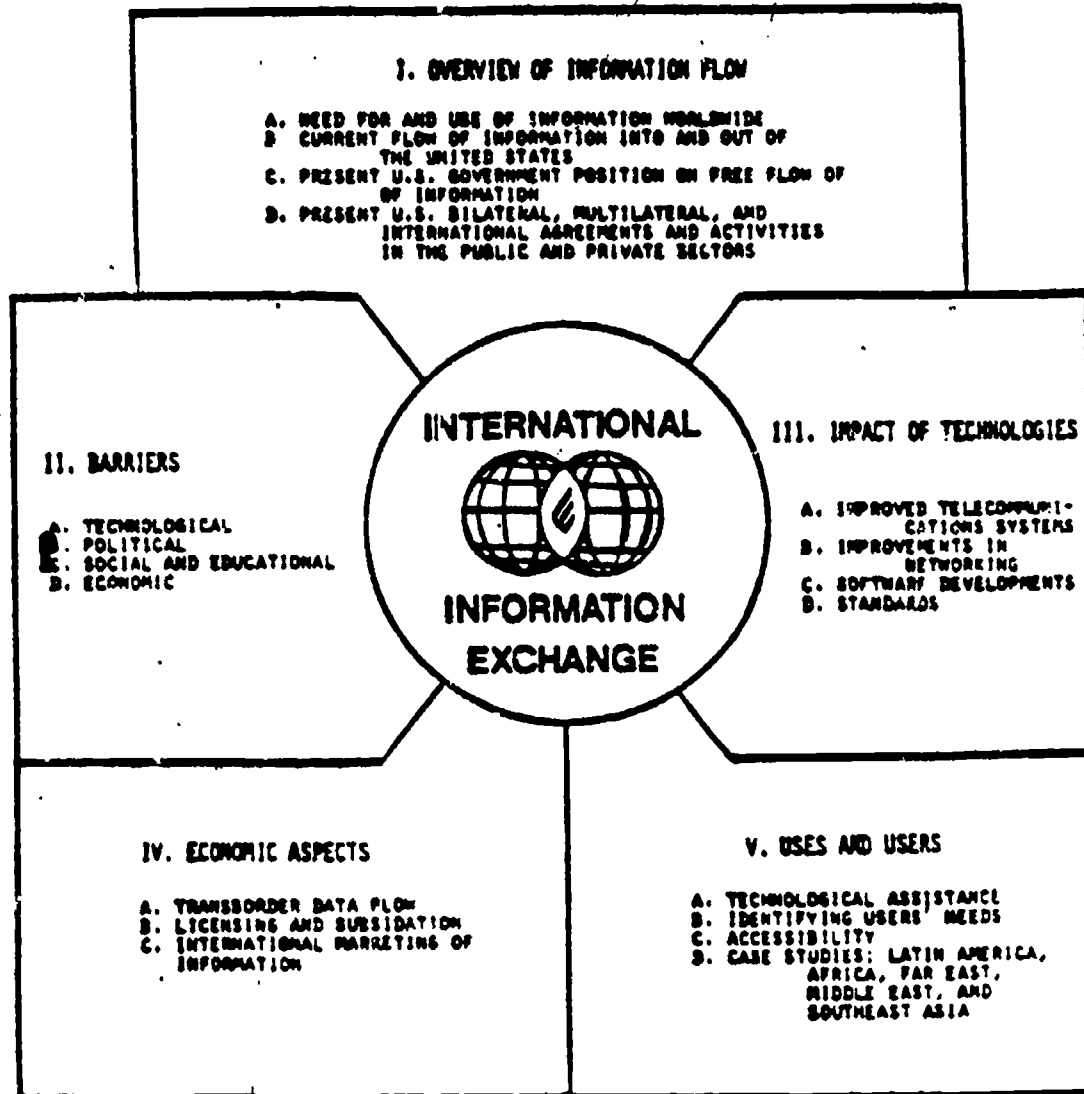 I. OVERVIEW OF INFORMATION FLOW
A. NEED FOR AND USE OF INFORMATION WORLDWIDE
B CURRENT FLOW OF INFORMATION INTO AND OUT OF
THE UNITED STATES
C. PRESENT U.S. GOVERNMENT POSITION ON FREE FLOW OF
OF INFORMATION
D. PRESENT U.S. BILATERAL, MULTILATERAL, AND
INTERNATIONAL AGREEMENTS AND ACTIVITIES
IN THE PUBLIC AND PRIVATE SECTORS
INTERNATIONAL
INFORMATION
EXCHANGE
II. BARRIERS
A. TECHNOLOGICAL
B. POLITICAL
C. SOCIAL AND EDUCATIONAL
D. ECONOMIC
III. IMPACT OF TECHNOLOGIES
A. IMPROVED TELECOMMUNI-
CATIONS SYSTEMS
B. IMPROVEMENTS IN
NETWORKING
C. SOFTWARE DEVELOPMENTS
D. STANDARDS
IV. ECONOMIC ASPECTS
A. TRANSBORDER DATA FLOW
B. LICENSING AND SUBSIDATION
C. INTERNATIONAL MARKETING OF
INFORMATION
V. USES AND USERS
A. TECHNOLOGICAL ASSISTANCE
B. IDENTIFYING USERS' NEEDS
C. ACCESSIBILITY
D. CASE STUDIES: LATIN AMERICA,
AFRICA, FAR EAST,
MIDDLE EAST, AND
SOUTHEAST ASIA